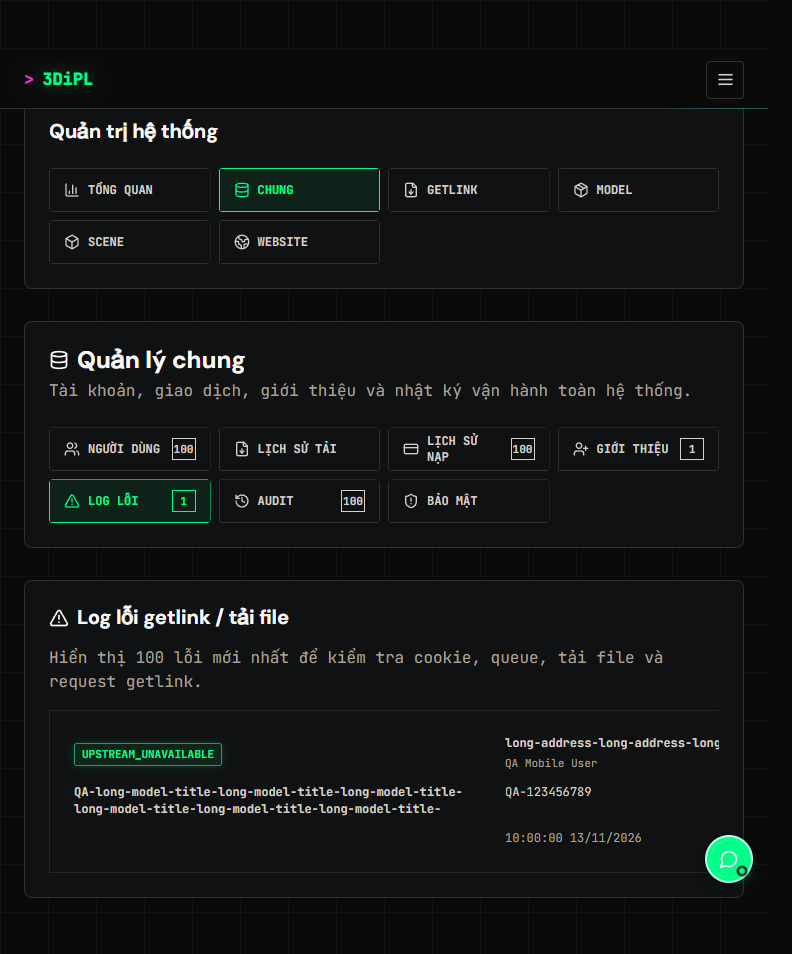 > 3DiPL
Quản trị hệ thống
TỔNG QUAN
CHUNG
GETLINK
MODEL
SCENE
WEBSITE
Quản lý chung
Tài khoản, giao dịch, giới thiệu và nhật ký vận hành toàn hệ thống.
NGƯỜI DÙNG 100
LỊCH SỬ TẢI
LỊCH SỬ
NẠP 100
GIỚI THIỆU 1
LOG LỖI 1
AUDIT 100
BẢO MẬT
Log lỗi getlink / tải file
Hiển thị 100 lỗi mới nhất để kiểm tra cookie, queue, tải file và
request getlink.
UPSTREAM_UNAVAILABLE
QA-long-model-title-long-model-title-long-model-title-
long-model-title-long-model-title-long-model-title-
long-address-long-address-long
QA Mobile User
QA-123456789
10:00:00 13/11/2026